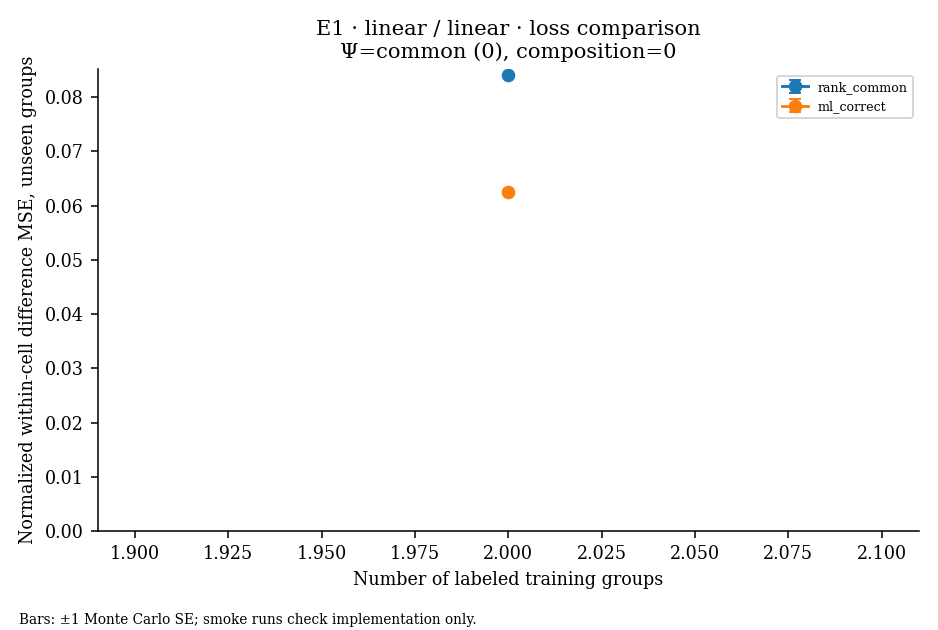 E1 · linear / linear · loss comparison
Ψ=common (0), composition=0
Normalized within-cell difference MSE, unseen groups
0.08
0.07
0.06
0.05
0.04
0.03
0.02
0.01
0.00
rank_common
ml_correct
1.900 1.925 1.950 1.975 2.000 2.025 2.050 2.075 2.100
Number of labeled training groups
Bars: ±1 Monte Carlo SE; smoke runs check implementation only.